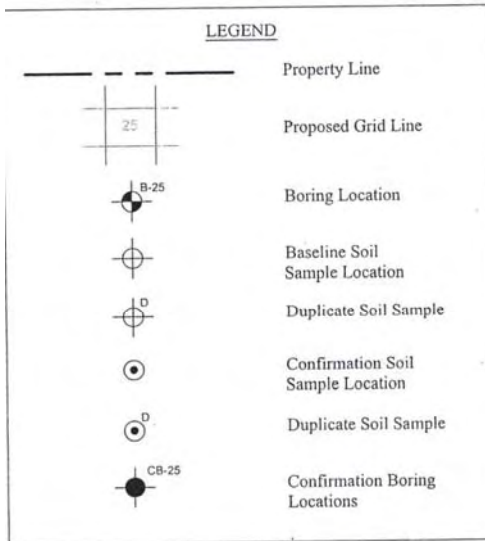 LEGEND
Property Line
25
Proposed Grid Line
B-25
Boring Location
Baseline Soil
Sample Location
D
Duplicate Soil Sample
Confirmation Soil
Sample Location
D
Duplicate Soil Sample
CB-25
Confirmation Boring
Locations